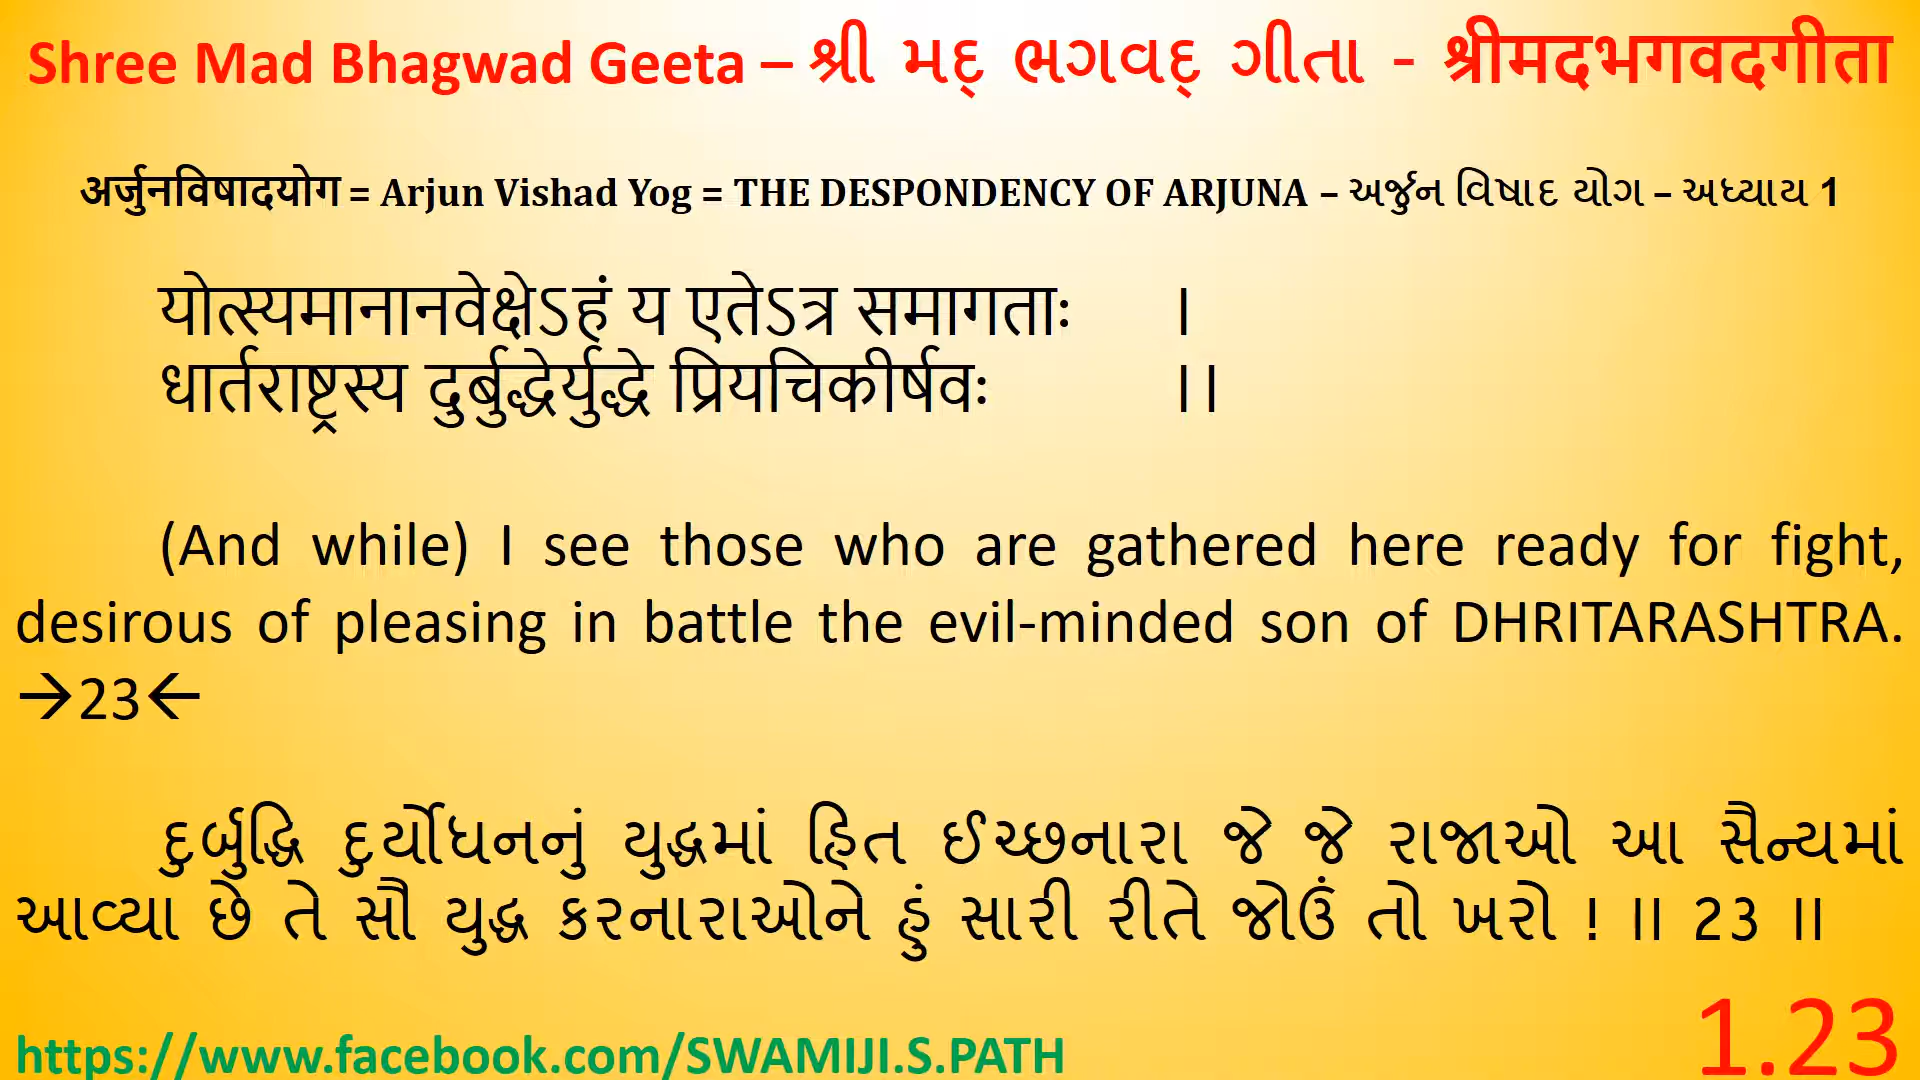 Shree Mad Bhagwad Geeta – શ્રી મદ્ ભગવદ્ ગીતા - श्रीमदभगवदगीता
अर्जुनविषादयोग = Arjun Vishad Yog = THE DESPONDENCY OF ARJUNA – અર્જુન વિષાદ યોગ – અધ્યાય 1
योत्स्यमानानवेक्षेऽहं य एतेऽत्र समागताः ।
धार्तराष्ट्रस्य दुर्बुद्धेर्युद्धे प्रियचिकीर्षवः ।।
(And while) I see those who are gathered here ready for fight,
desirous of pleasing in battle the evil-minded son of DHRITARASHTRA.
→23←
દુર્બુદ્ધિ દુર્યોધનનું યુદ્ધમાં હિત ઈચ્છનારા જે જે રાજાઓ આ સૈન્યમાં
આવ્યા છે તે સૌ યુદ્ધ કરનારાઓને હું સારી રીતે જોઉં તો ખરો ! ।। 23 ।।
https://www.facebook.com/SWAMIJI.S.PATH
1.23